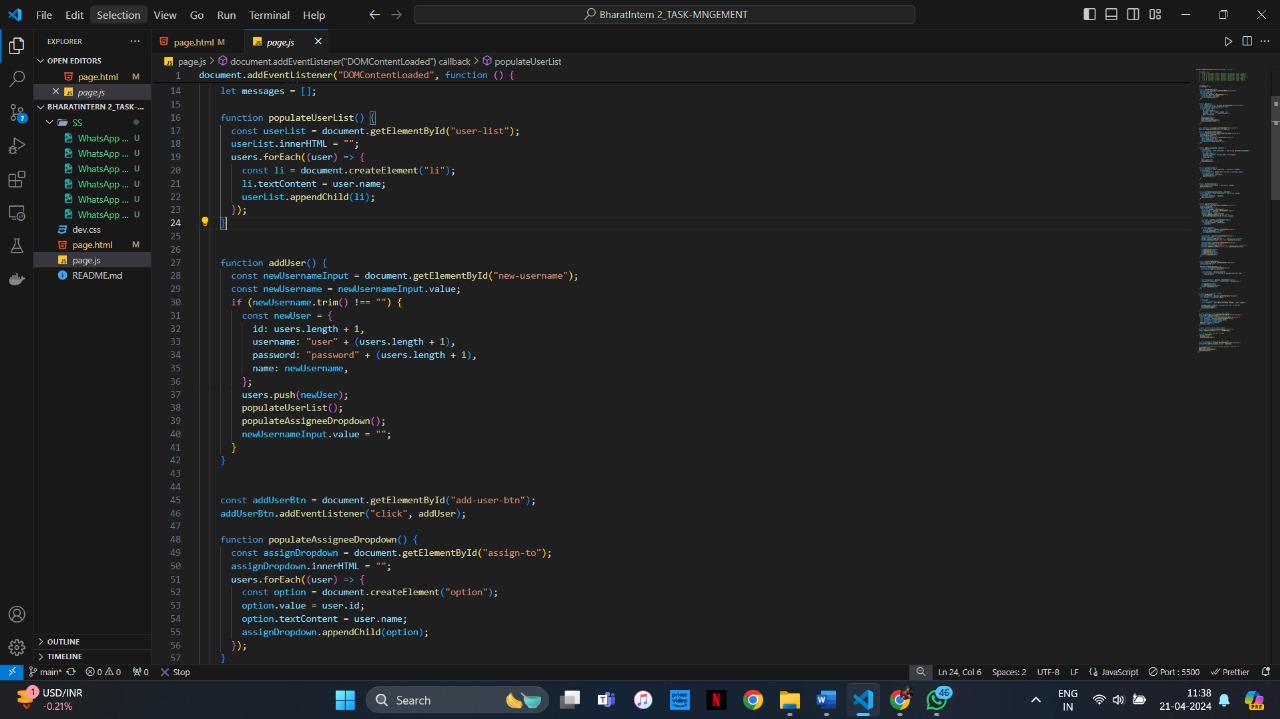 File Edit Selection View Go Run Terminal Help
BharatIntern 2_TASK-MNGEMENT
EXPLORER
OPEN EDITORS
page.html M
page.js
BHARATINTERN 2_TASK-...
SS
WhatsApp ... U
WhatsApp ... U
WhatsApp ... U
WhatsApp ... U
WhatsApp ... U
WhatsApp ... U
dev.css
page.html M
page.js
README.md
OUTLINE
TIMELINE
7
page.html M page.js
page.js > document.addEventListener("DOMContentLoaded") callback > populateUserList
1 document.addEventListener("DOMContentLoaded", function () {
14 let messages = [];
15
16 function populateUserList() {
17 const userList = document.getElementById("user-list");
18 userList.innerHTML = "";
19 users.forEach((user) => {
20 const li = document.createElement("li");
21 li.textContent = user.name;
22 userList.appendChild(li);
23 });
24 }
25
26
27 function addUser() {
28 const newUsernameInput = document.getElementById("new-username");
29 const newUsername = newUsernameInput.value;
30 if (newUsername.trim() !== "") {
31 const newUser = {
32 id: users.length + 1,
33 username: "user" + (users.length + 1),
34 password: "password" + (users.length + 1),
35 name: newUsername,
36 };
37 users.push(newUser);
38 populateUserList();
39 populateAssigneeDropdown();
40 newUsernameInput.value = "";
41 }
42 }
43
44
45 const addUserBtn = document.getElementById("add-user-btn");
46 addUserBtn.addEventListener("click", addUser);
47
48 function populateAssigneeDropdown() {
49 const assignDropdown = document.getElementById("assign-to");
50 assignDropdown.innerHTML = "";
51 users.forEach((user) => {
52 const option = document.createElement("option");
53 option.value = user.id;
54 option.textContent = user.name;
55 assignDropdown.appendChild(option);
56 });
57 }
main* 0 0 0 Stop Ln 24, Col 6 Spaces: 2 UTF-8 LF {} JavaScript Port : 5500 Prettier
1 USD/INR
-0.21%
Search
prime video
N
46
ENG
IN
11:38
21-04-2024